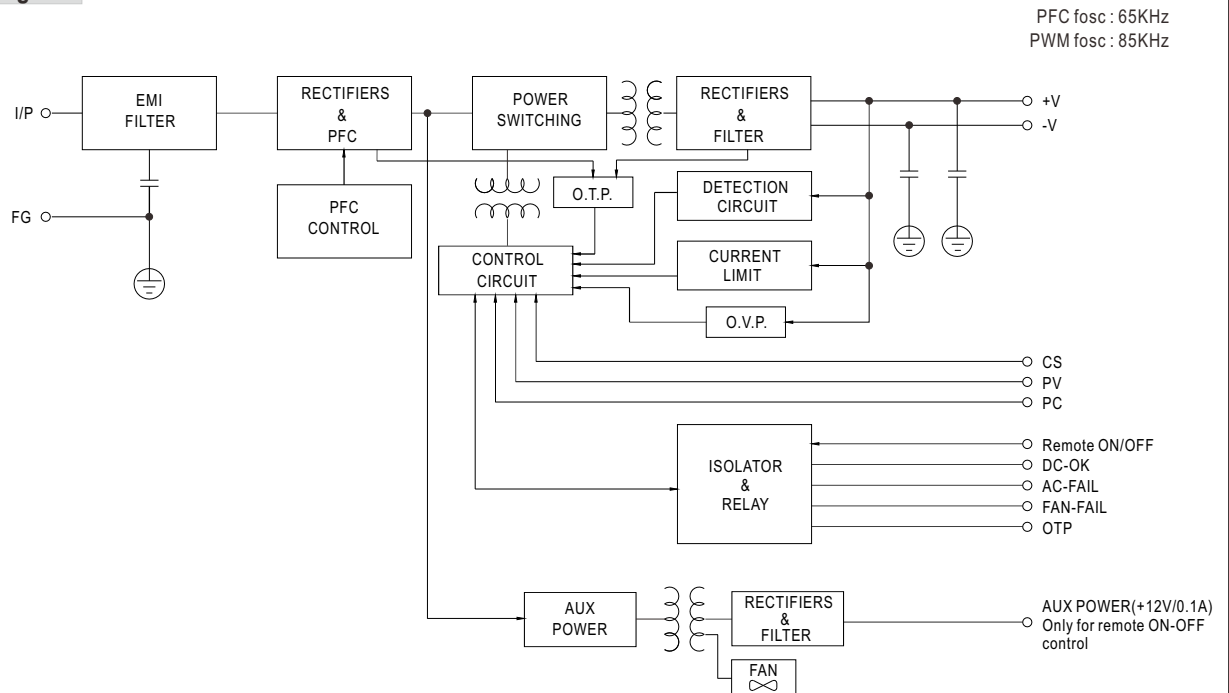 PFC fosc : 65KHz
PWM fosc : 85KHz
I/P
EMI
FILTER
RECTIFIERS
&
PFC
POWER
SWITCHING
RECTIFIERS
&
FILTER
+V
-V
FG
PFC
CONTROL
O.T.P.
DETECTION
CIRCUIT
CONTROL
CIRCUIT
CURRENT
LIMIT
O.V.P.
CS
PV
PC
ISOLATOR
&
RELAY
Remote ON/OFF
DC-OK
AC-FAIL
FAN-FAIL
OTP
AUX
POWER
RECTIFIERS
&
FILTER
AUX POWER(+12V/0.1A)
Only for remote ON-OFF
control
FAN